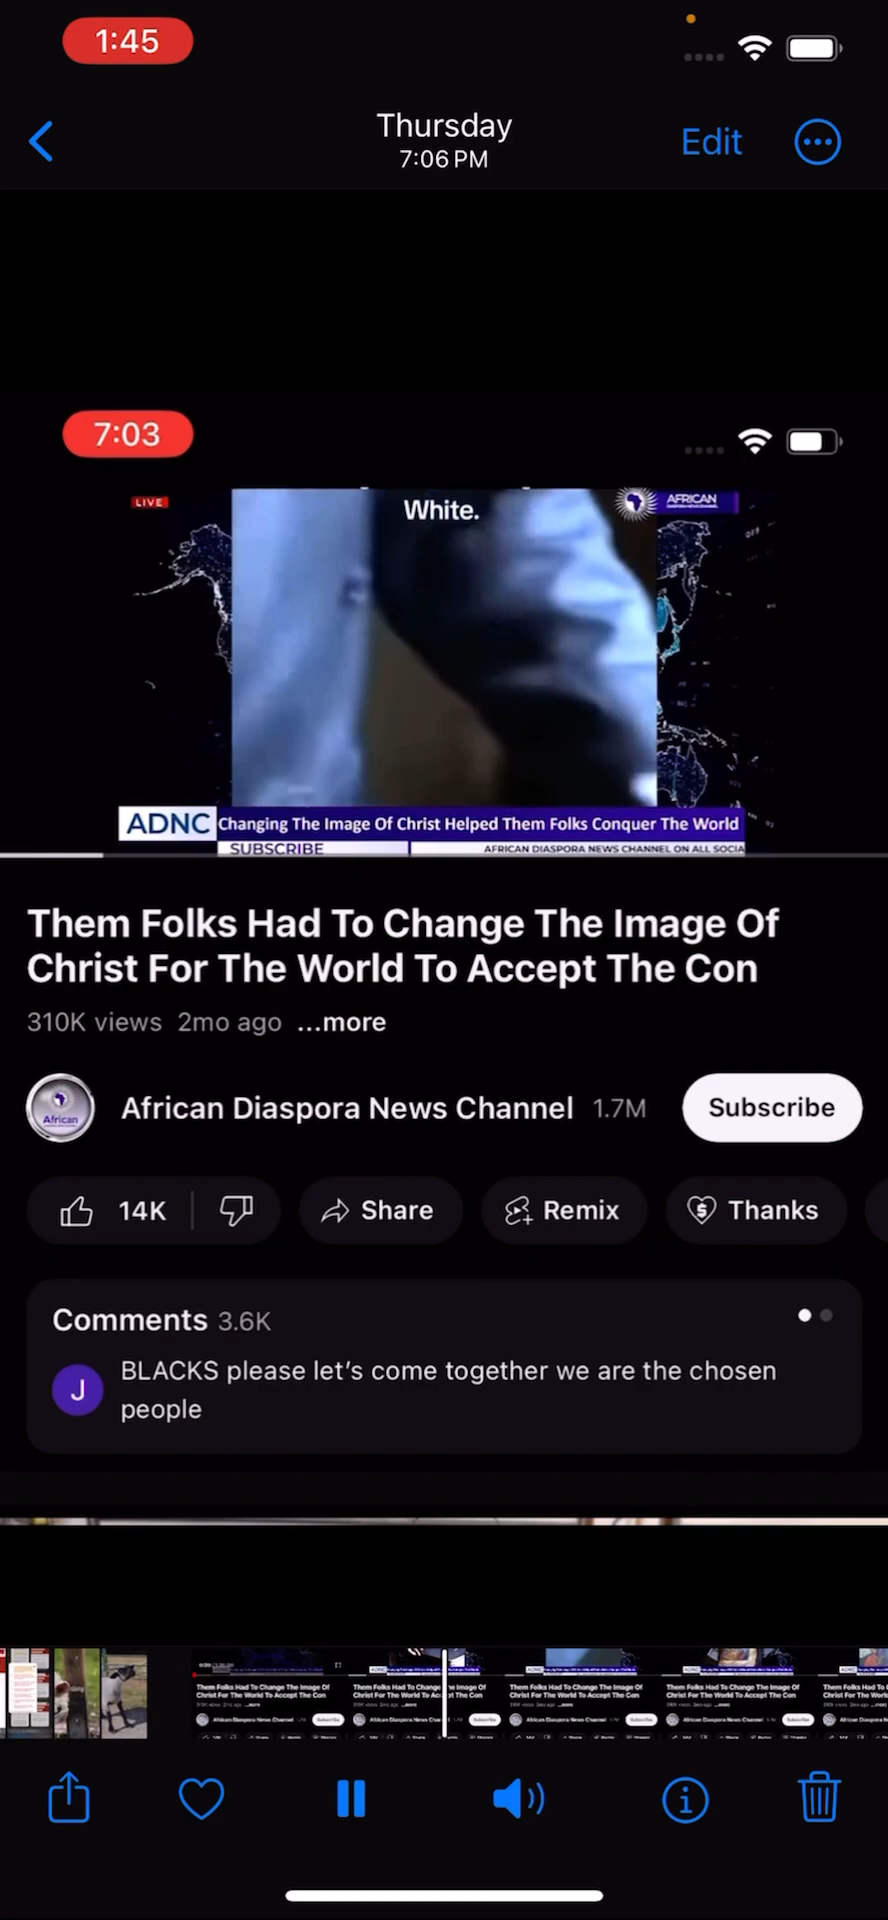 1:45
Thursday
7:06 PM
Edit
7:03
LIVE
White.
AFRICAN
DIASPORA NEWS CHANNEL
ADNC
Changing The Image Of Christ Helped Them Folks Conquer The World
SUBSCRIBE
AFRICAN DIASPORA NEWS CHANNEL ON ALL SOCIA
Them Folks Had To Change The Image Of
Christ For The World To Accept The Con
310K views 2mo ago ...more
African
African Diaspora News Channel 1.7M
Subscribe
14K
Share
Remix
Thanks
Comments 3.6K
J
BLACKS please let's come together we are the chosen
people